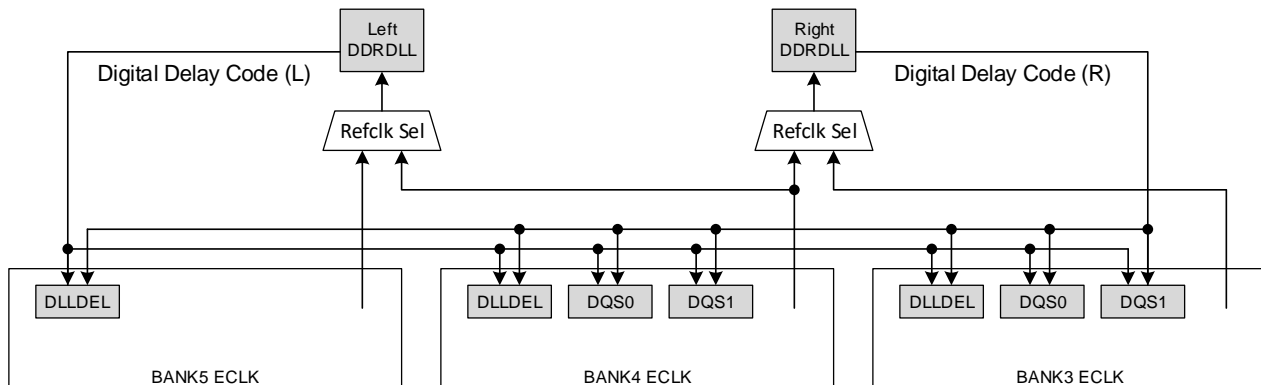 Left
DDRDLL
Right
DDRDLL
Digital Delay Code (L)
Digital Delay Code (R)
Refclk Sel
Refclk Sel
DLLDEL
DLLDEL
DQS0
DQS1
DLLDEL
DQS0
DQS1
BANK5 ECLK
BANK4 ECLK
BANK3 ECLK